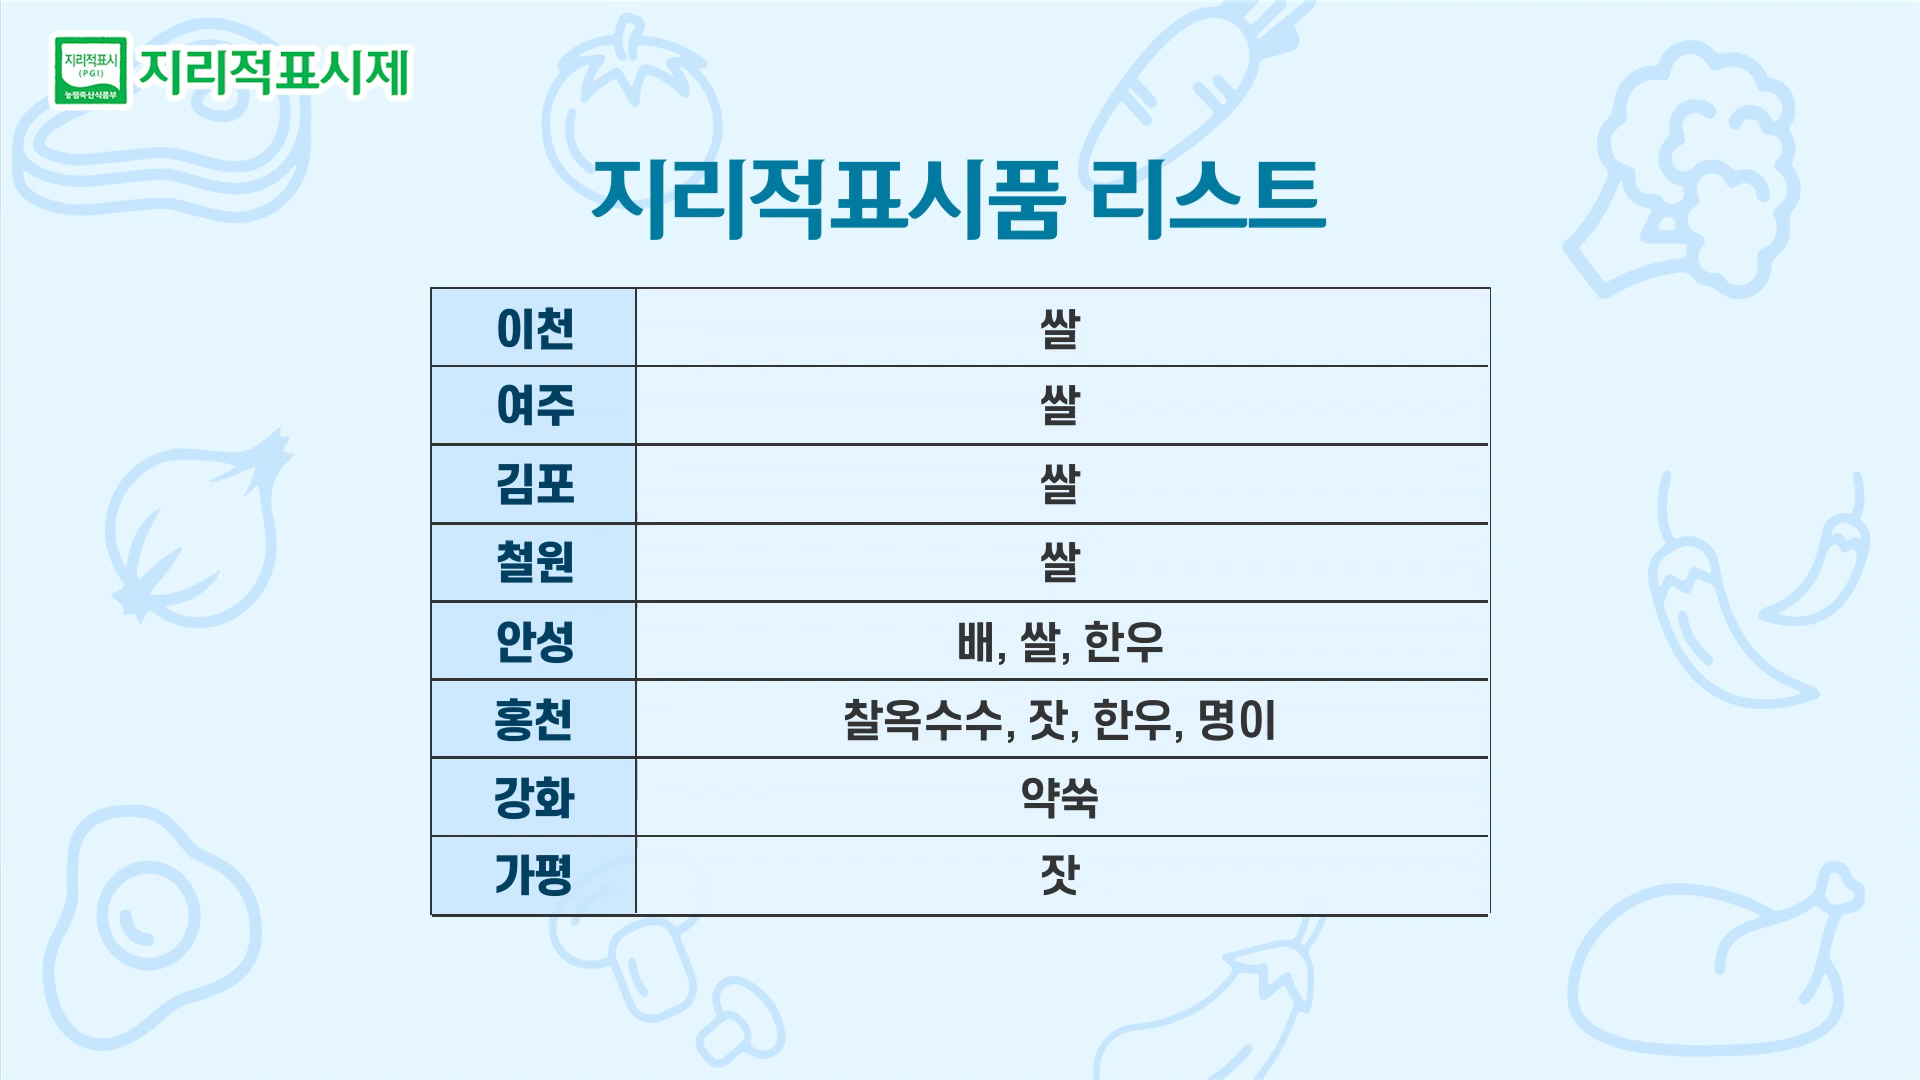 지리적표시
(PGI)
농림축산식품부
지리적표시제
지리적표시품 리스트
이천 쌀
여주 쌀
김포 쌀
철원 쌀
안성 배, 쌀, 한우
홍천 찰옥수수, 잣, 한우, 명이
강화 약쑥
가평 잣